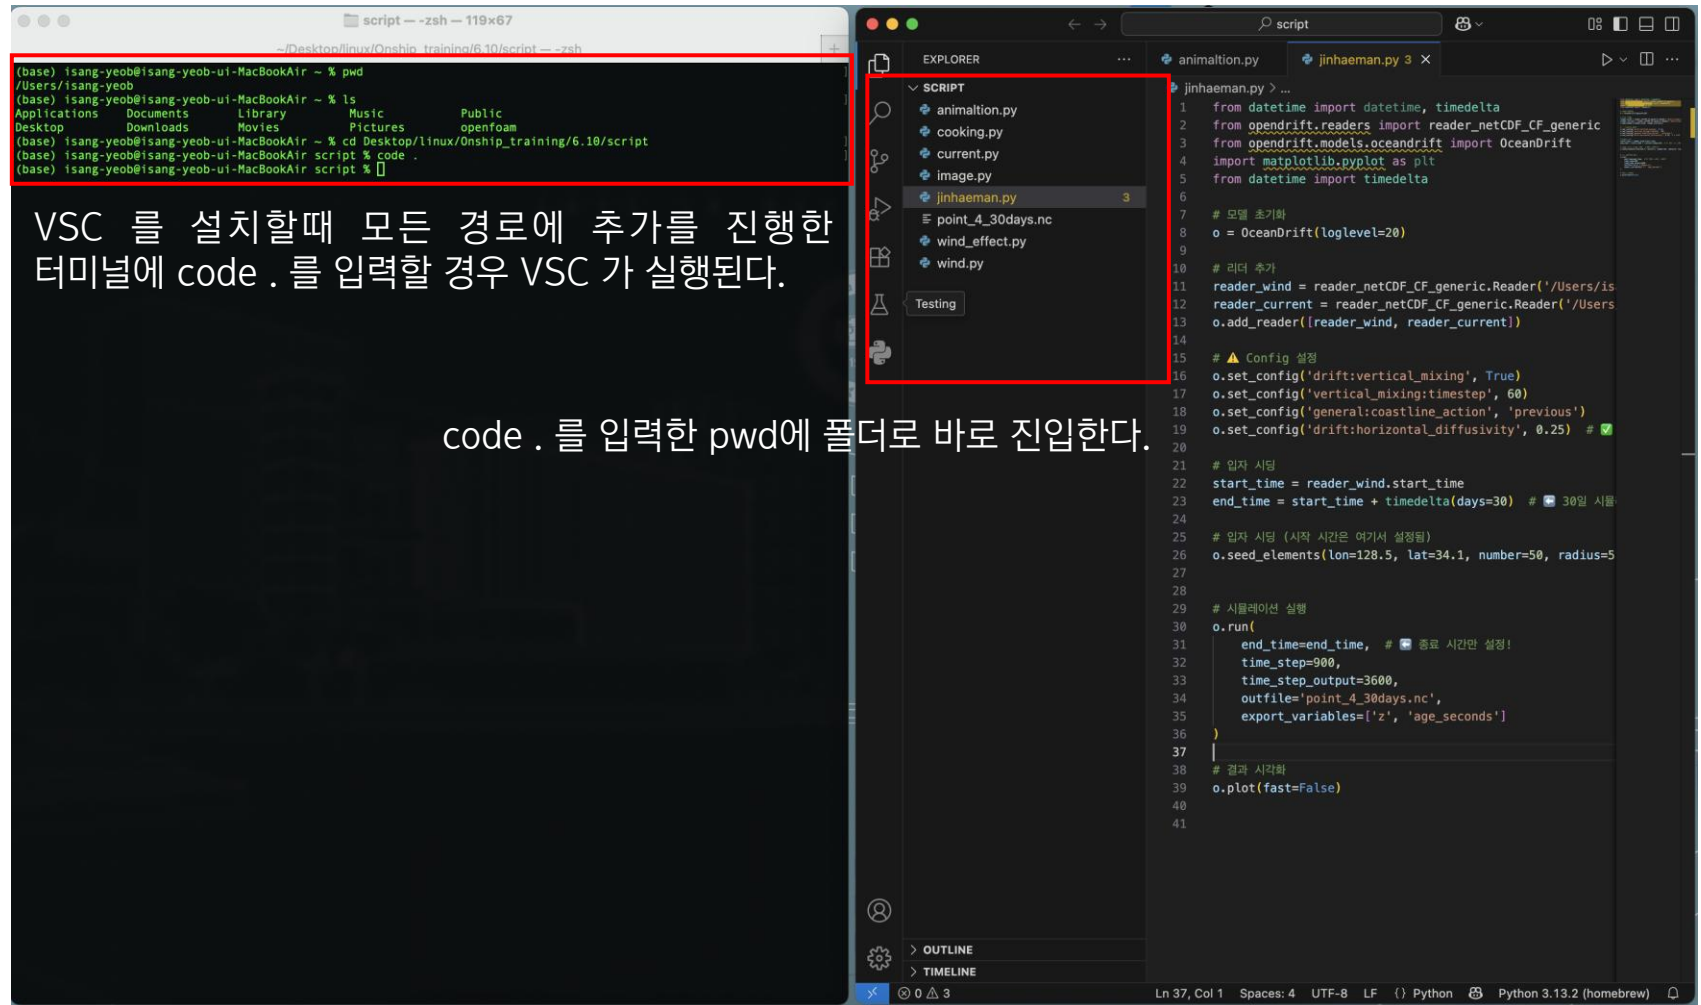 script — -zsh — 119×67
~/Desktop/linux/Onship_training/6.10/script — -zsh
(base) isang-yeob@isang-yeob-ui-MacBookAir ~ % pwd
/Users/isang-yeob
(base) isang-yeob@isang-yeob-ui-MacBookAir ~ % ls
Applications Documents Library Music Public
Desktop Downloads Movies Pictures openfoam
(base) isang-yeob@isang-yeob-ui-MacBookAir ~ % cd Desktop/linux/Onship_training/6.10/script
(base) isang-yeob@isang-yeob-ui-MacBookAir script % code .
(base) isang-yeob@isang-yeob-ui-MacBookAir script %
VSC 를 설치할때 모든 경로에 추가를 진행한
터미널에 code . 를 입력할 경우 VSC 가 실행된다.
code . 를 입력한 pwd에 폴더로 바로 진입한다.
script
EXPLORER
SCRIPT
animaltion.py
cooking.py
current.py
image.py
jinhaeman.py 3
point_4_30days.nc
wind_effect.py
wind.py
Testing
OUTLINE
TIMELINE
animaltion.py
jinhaeman.py 3
jinhaeman.py > ...
1 from datetime import datetime, timedelta
2 from opendrift.readers import reader_netCDF_CF_generic
3 from opendrift.models.oceandrift import OceanDrift
4 import matplotlib.pyplot as plt
5 from datetime import timedelta
6
7 # 모델 초기화
8 o = OceanDrift(loglevel=20)
9
10 # 리더 추가
11 reader_wind = reader_netCDF_CF_generic.Reader('/Users/is
12 reader_current = reader_netCDF_CF_generic.Reader('/Users
13 o.add_reader([reader_wind, reader_current])
14
15 # ⚠️ Config 설정
16 o.set_config('drift:vertical_mixing', True)
17 o.set_config('vertical_mixing:timestep', 60)
18 o.set_config('general:coastline_action', 'previous')
19 o.set_config('drift:horizontal_diffusivity', 0.25) # ✅
20
21 # 입자 시딩
22 start_time = reader_wind.start_time
23 end_time = start_time + timedelta(days=30) # ⬅️ 30일 시뮬
24
25 # 입자 시딩 (시작 시간은 여기서 설정됨)
26 o.seed_elements(lon=128.5, lat=34.1, number=50, radius=5
27
28
29 # 시뮬레이션 실행
30 o.run(
31 end_time=end_time, # ⬅️ 종료 시간만 설정!
32 time_step=900,
33 time_step_output=3600,
34 outfile='point_4_30days.nc',
35 export_variables=['z', 'age_seconds']
36 )
37
38 # 결과 시각화
39 o.plot(fast=False)
40
41
0 3 Ln 37, Col 1 Spaces: 4 UTF-8 LF {} Python Python 3.13.2 (homebrew)